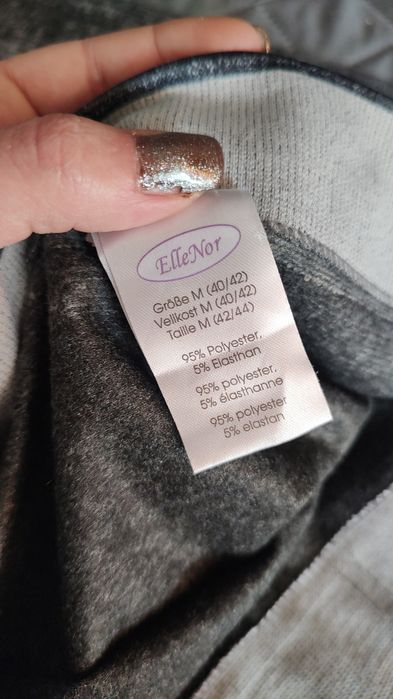 ElleNor
Größe M (40/42)
Velikost M (40/42)
Taille M (42/44)
95% Polyester,
5% Elasthan
95% polyester,
5% élasthanne
95% polyester
5% elastan